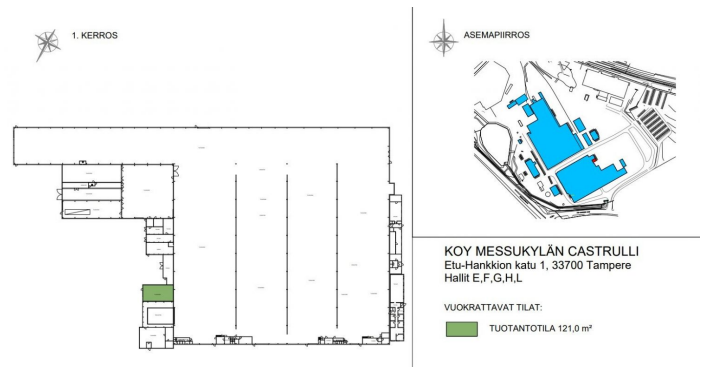 1. KERROS
ASEMAPIIRROS
KOY MESSUKYLÄN CASTRULLI
Etu-Hankkion katu 1, 33700 Tampere
Hallit E,F,G,H,L
VUOKRATTAVAT TILAT:
TUOTANTOTILA 121,0 m²